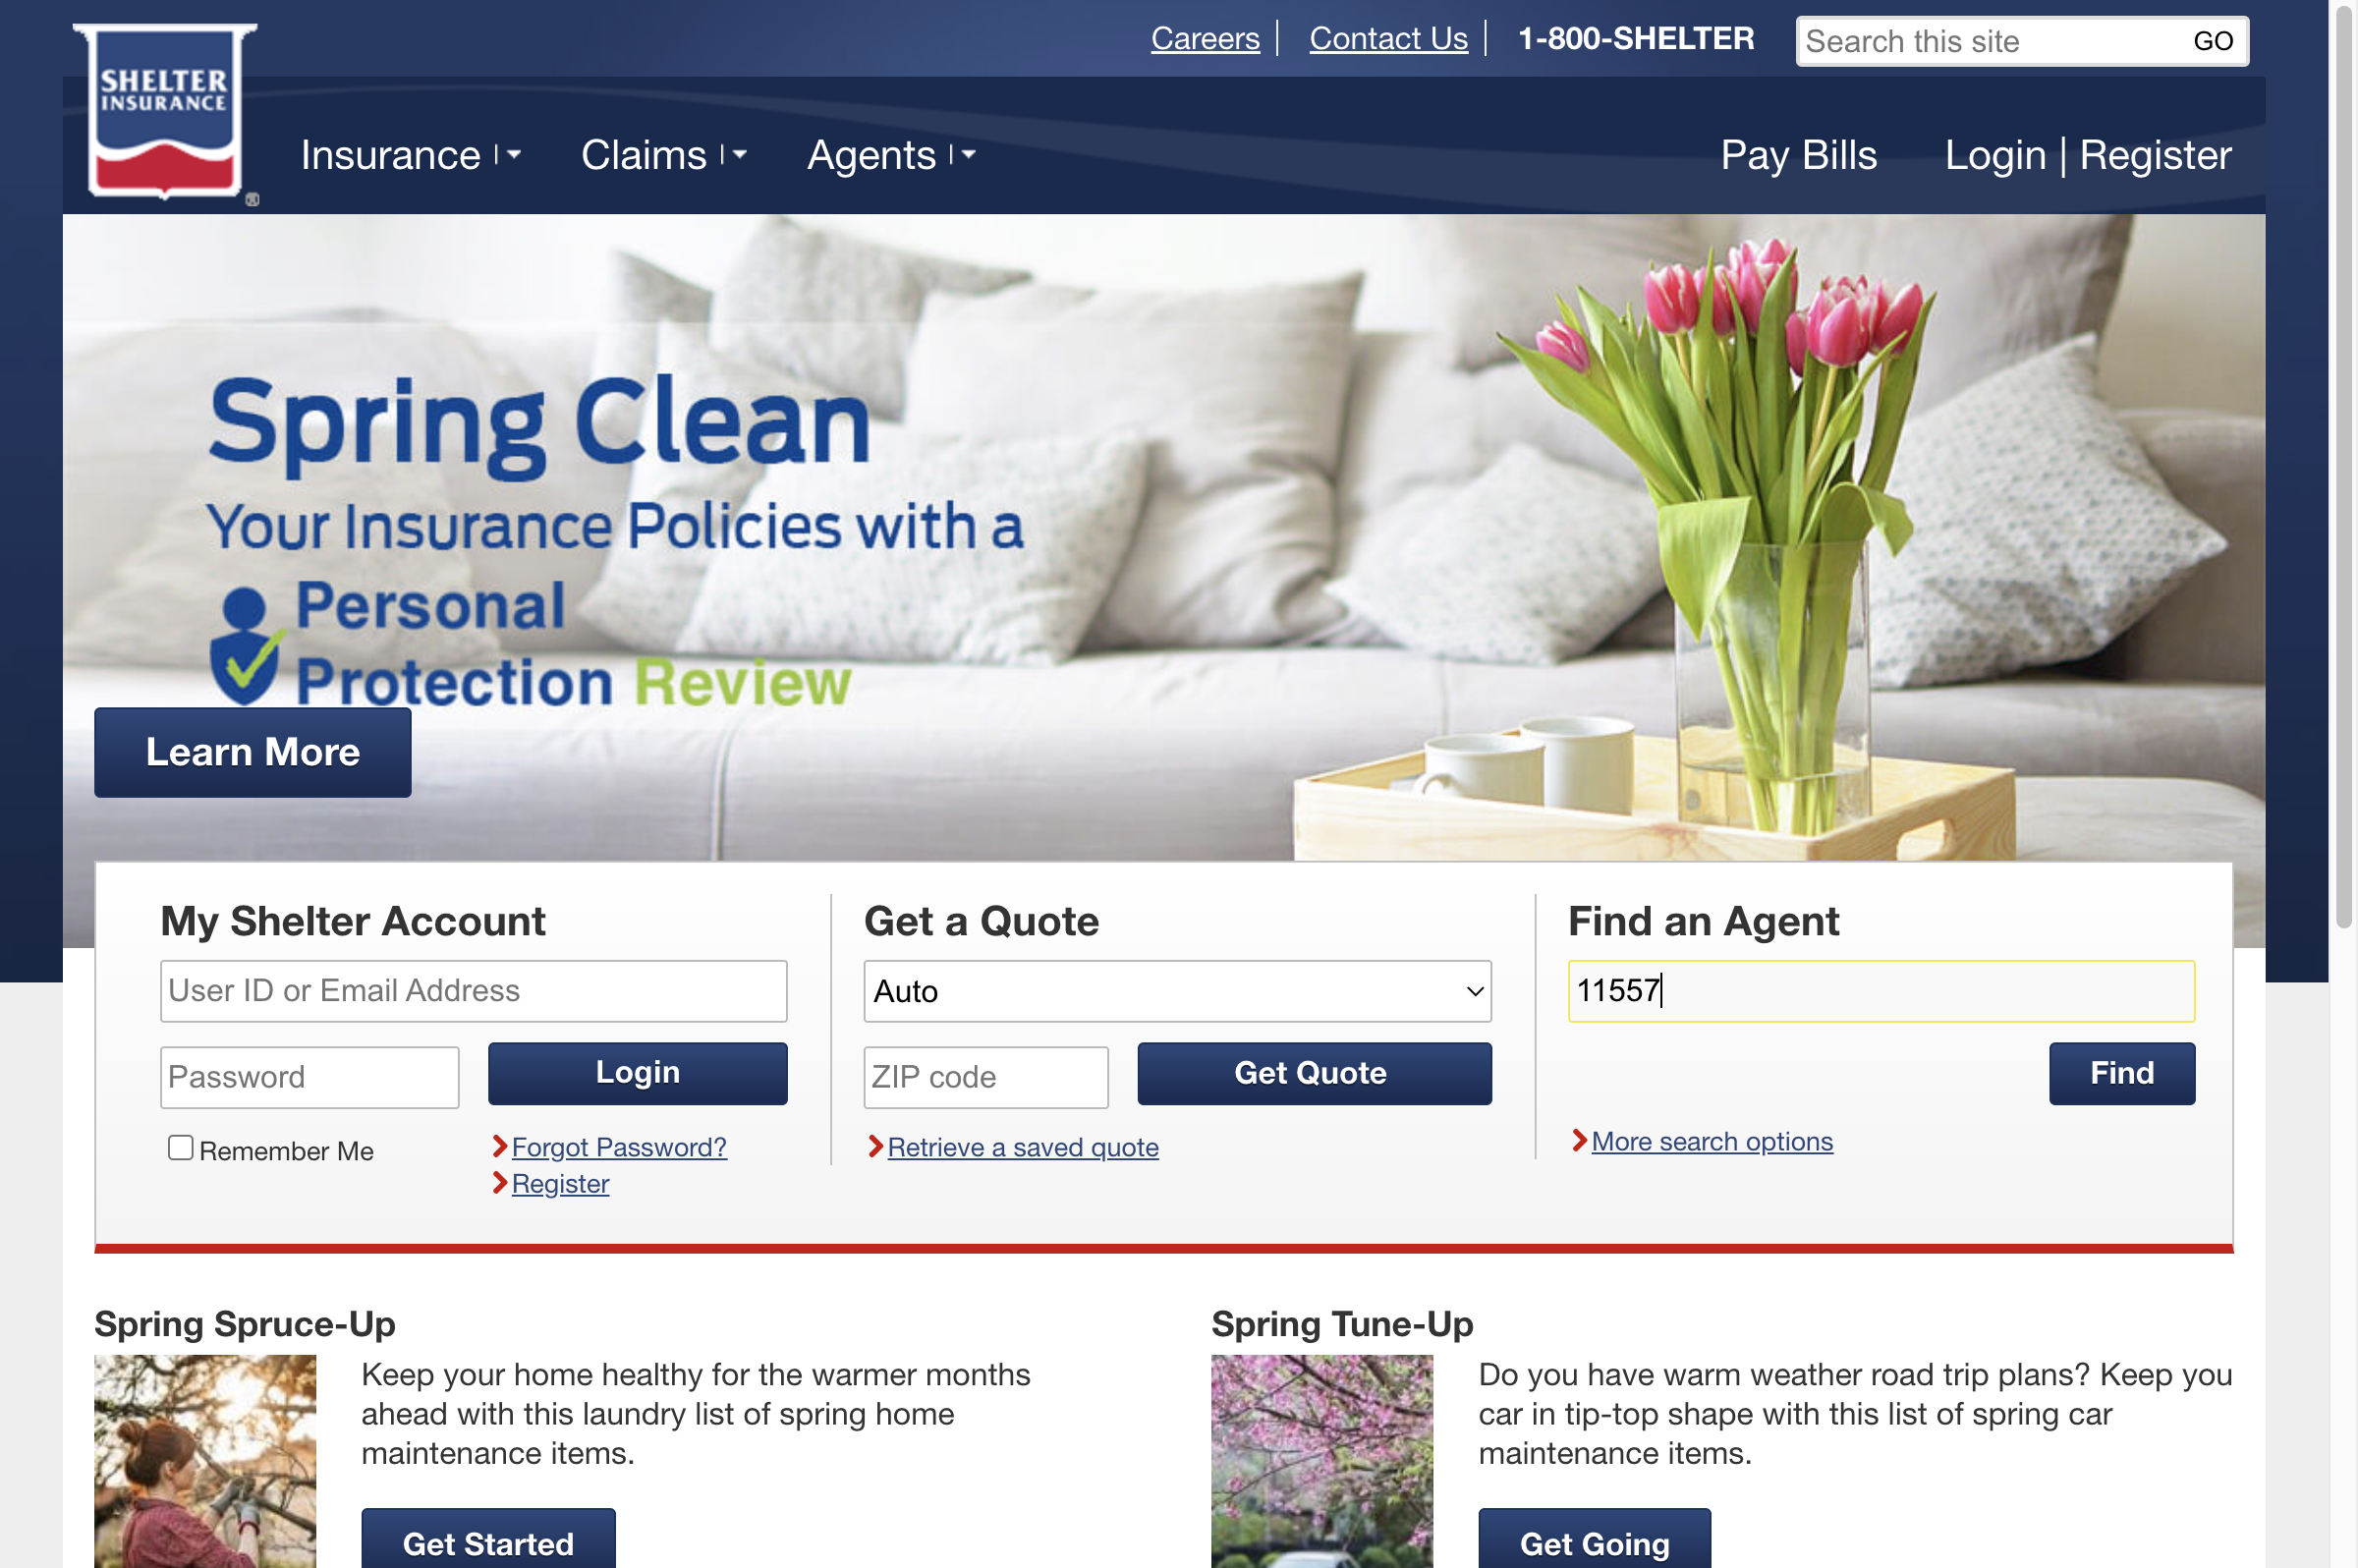 Careers
Contact Us
1-800-SHELTER
Search this site
GO
SHELTER
INSURANCE
®
Insurance
Claims
Agents
Pay Bills
Login | Register
Spring Clean
Your Insurance Policies with a
Personal
Protection Review
Learn More
My Shelter Account
User ID or Email Address
Password
Login
Remember Me
Forgot Password?
Register
Get a Quote
Auto
ZIP code
Get Quote
Retrieve a saved quote
Find an Agent
11557
Find
More search options
Spring Spruce-Up
Keep your home healthy for the warmer months
ahead with this laundry list of spring home
maintenance items.
Get Started
Spring Tune-Up
Do you have warm weather road trip plans? Keep you
car in tip-top shape with this list of spring car
maintenance items.
Get Going